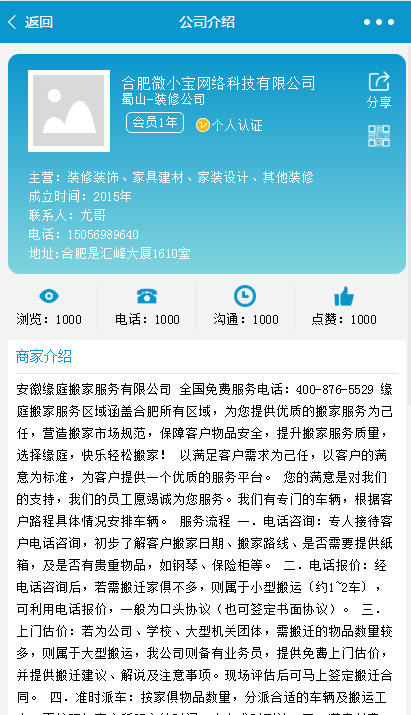 返回 公司介绍
合肥微小宝网络科技有限公司
蜀山-装修公司
会员1年 个人认证
分享
主营：装修装饰、家具建材、家装设计、其他装修
成立时间：2015年
联系人：尤哥
电话：15056989640
地址:合肥是汇峰大厦1610室
浏览：1000 电话：1000 沟通：1000 点赞：1000
商家介绍
安徽缘庭搬家服务有限公司 全国免费服务电话：400-876-5529 缘
庭搬家服务区域涵盖合肥所有区域，为您提供优质的搬家服务为己
任，营造搬家市场规范，保障客户物品安全，提升搬家服务质量，
选择缘庭，快乐轻松搬家！ 以满足客户需求为己任，以客户的满
意为标准，为客户提供一个优质的服务平台。 您的满意是对我们
的支持，我们的员工愿竭诚为您服务。我们有专门的车辆，根据客
户路程具体情况安排车辆。 服务流程 一．电话咨询：专人接待客
户电话咨询，初步了解客户搬家日期、搬家路线、是否需要提供纸
箱，及是否有贵重物品，如钢琴、保险柜等。 二．电话报价：经
电话咨询后，若需搬迁家俱不多，则属于小型搬运（约1~2车），
可利用电话报价，一般为口头协议（也可签定书面协议）。 三．
上门估价：若为公司、学校、大型机关团体，需搬迁的物品数量较
多，则属于大型搬运，我公司则备有业务员，提供免费上门估价，
并提供搬迁建议、解说及注意事项。现场评估后可马上签定搬迁合
同。 四．准时派车：按家俱物品数量，分派合适的车辆及搬运工